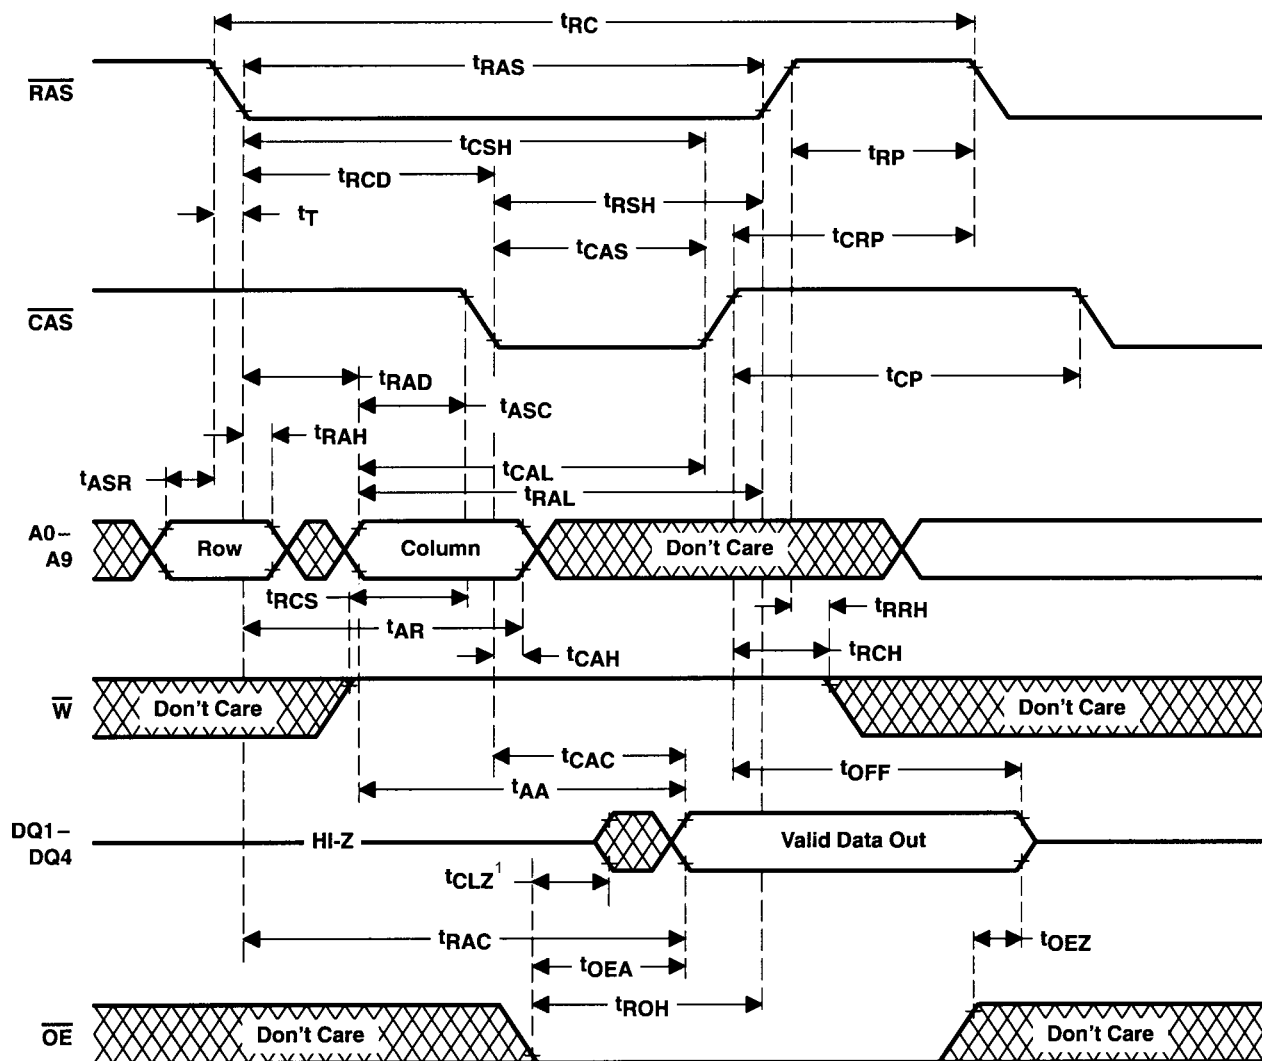 tRC
tRAS
RAS
tCSH
tRP
tRCD
tRSH
tT
tCRP
tCAS
CAS
tRAD
tCP
tASC
tRAH
tCAL
tASR
tRAL
A0–
A9
Row
Column
Don't Care
tRCS
tRRH
tAR
tCAH
tRCH
W
Don't Care
Don't Care
tCAC
tOFF
tAA
DQ1–
DQ4
HI-Z
Valid Data Out
tCLZ1
tRAC
tOEZ
tOEA
tROH
OE
Don't Care
Don't Care